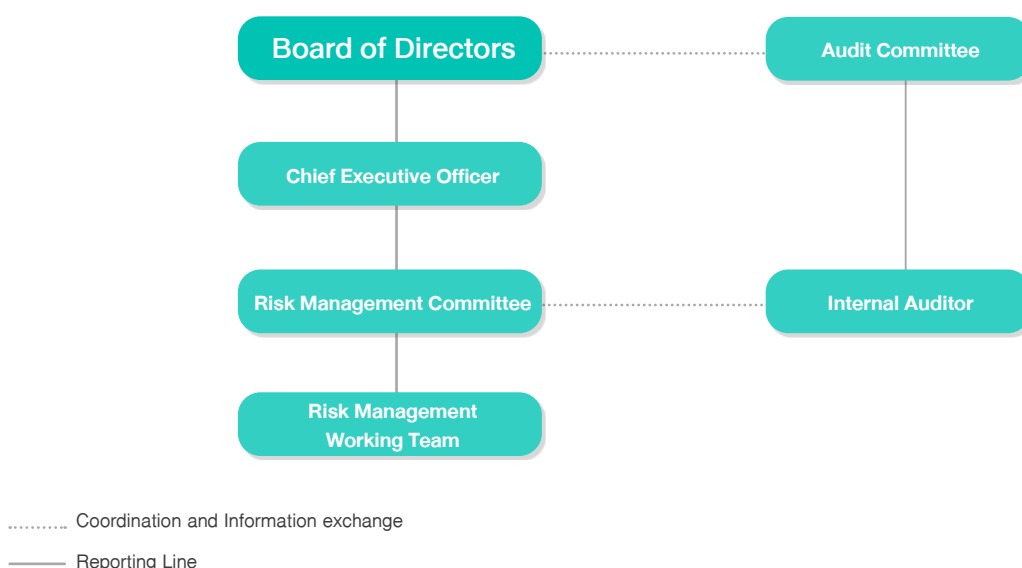 Board of Directors
Audit Committee
Chief Executive Officer
Risk Management Committee
Internal Auditor
Risk Management
Working Team
Coordination and Information exchange
Reporting Line